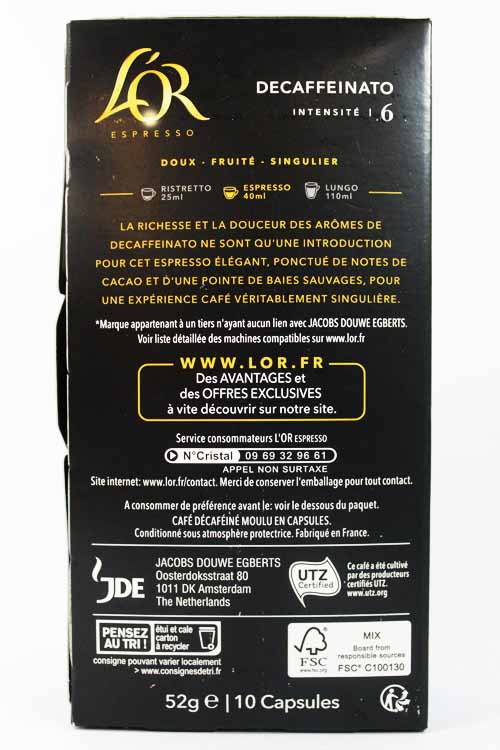 L'OR
ESPRESSO
DECAFFEINATO
INTENSITÉ | 6
DOUX - FRUITÉ - SINGULIER
RISTRETTO 25ml
ESPRESSO 40ml
LUNGO 110ml
LA RICHESSE ET LA DOUCEUR DES ARÔMES DE
DECAFFEINATO NE SONT QU'UNE INTRODUCTION
POUR CET ESPRESSO ÉLÉGANT, PONCTUÉ DE NOTES DE
CACAO ET D'UNE POINTE DE BAIES SAUVAGES, POUR
UNE EXPÉRIENCE CAFÉ VÉRITABLEMENT SINGULIÈRE.
*Marque appartenant à un tiers n'ayant aucun lien avec JACOBS DOUWE EGBERTS.
Voir liste détaillée des machines compatibles sur www.lor.fr
WWW.LOR.FR
Des AVANTAGES et
des OFFRES EXCLUSIVES
à vite découvrir sur notre site.
Service consommateurs L'OR ESPRESSO
N°Cristal 09 69 32 96 61
APPEL NON SURTAXE
Site internet: www.lor.fr/contact. Merci de conserver l'emballage pour tout contact.
A consommer de préférence avant le: voir le dessous du paquet.
CAFÉ DÉCAFÉINÉ MOULU EN CAPSULES.
Conditionné sous atmosphère protectrice. Fabriqué en France.
JDE
JACOBS DOUWE EGBERTS
Oosterdoksstraat 80
1011 DK Amsterdam
The Netherlands
UTZ
Certified
Ce café a été cultivé
par des producteurs
certifiés UTZ.
www.utz.org
PENSEZ
AU TRI !
étui et cale
carton à
recycler
consigne pouvant varier localement
> www.consignesdetri.fr
FSC
www.fsc.org
MIX
Board from
responsible sources
FSC® C100130
52g e | 10 Capsules